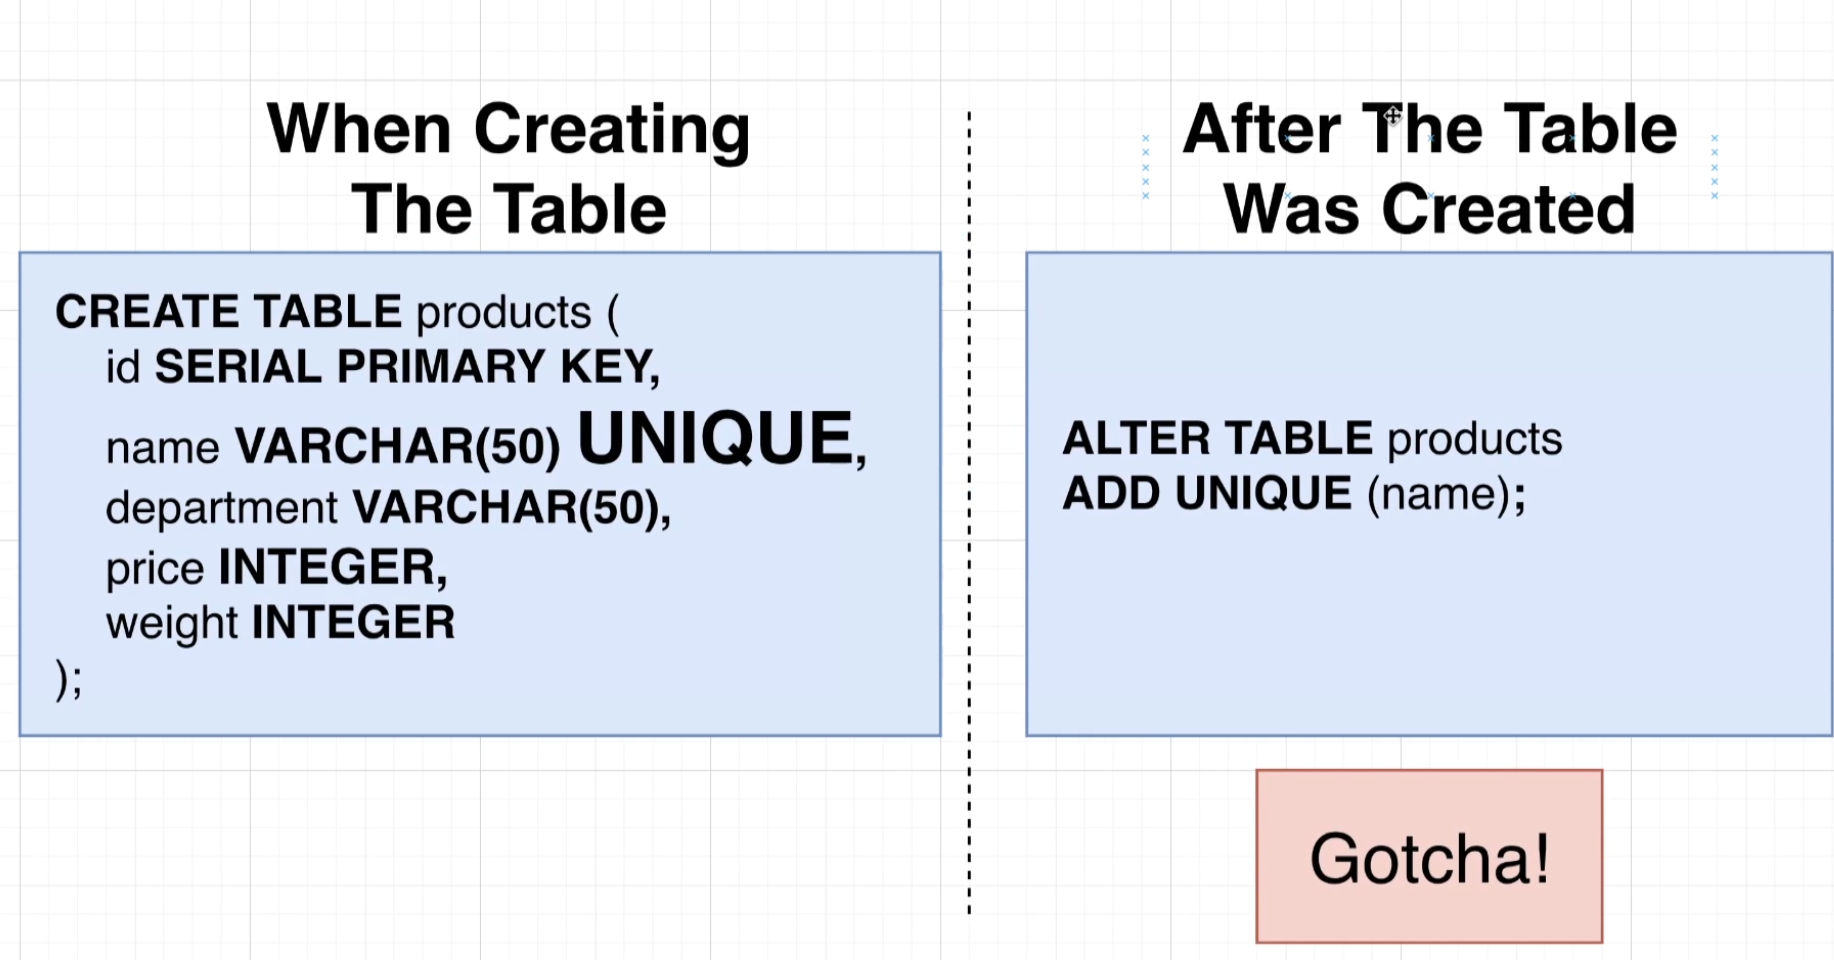 When Creating
The Table
CREATE TABLE products (
id SERIAL PRIMARY KEY,
name VARCHAR(50) UNIQUE,
department VARCHAR(50),
price INTEGER,
weight INTEGER
);
After The Table
Was Created
ALTER TABLE products
ADD UNIQUE (name);
Gotcha!